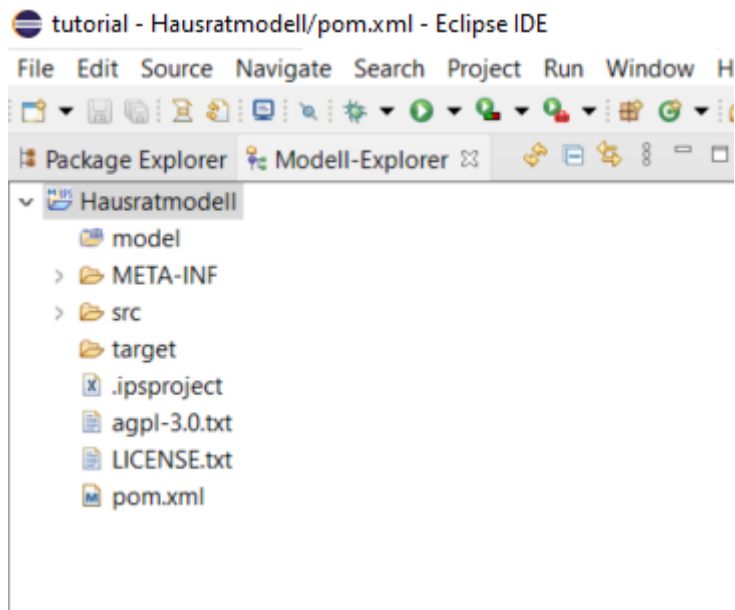 tutorial - Hausratmodell/pom.xml - Eclipse IDE
File Edit Source Navigate Search Project Run Window H
Package Explorer Modell-Explorer
Hausratmodell
model
META-INF
src
target
.ipsproject
agpl-3.0.txt
LICENSE.txt
pom.xml